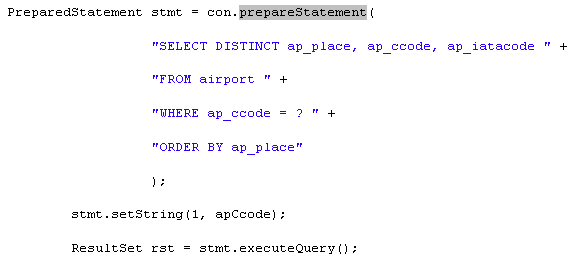 PreparedStatement stmt = con.prepareStatement(
"SELECT DISTINCT ap_place, ap_ccode, ap_iatacode " +
"FROM airport " +
"WHERE ap_ccode = ? " +
"ORDER BY ap_place"
);
stmt.setString(1, apCcode);
ResultSet rst = stmt.executeQuery();